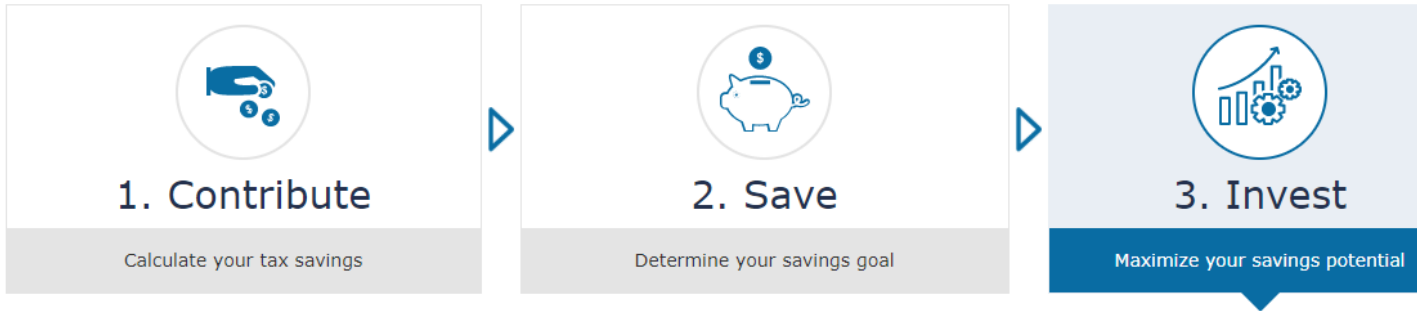 1. Contribute
Calculate your tax savings
2. Save
Determine your savings goal
3. Invest
Maximize your savings potential